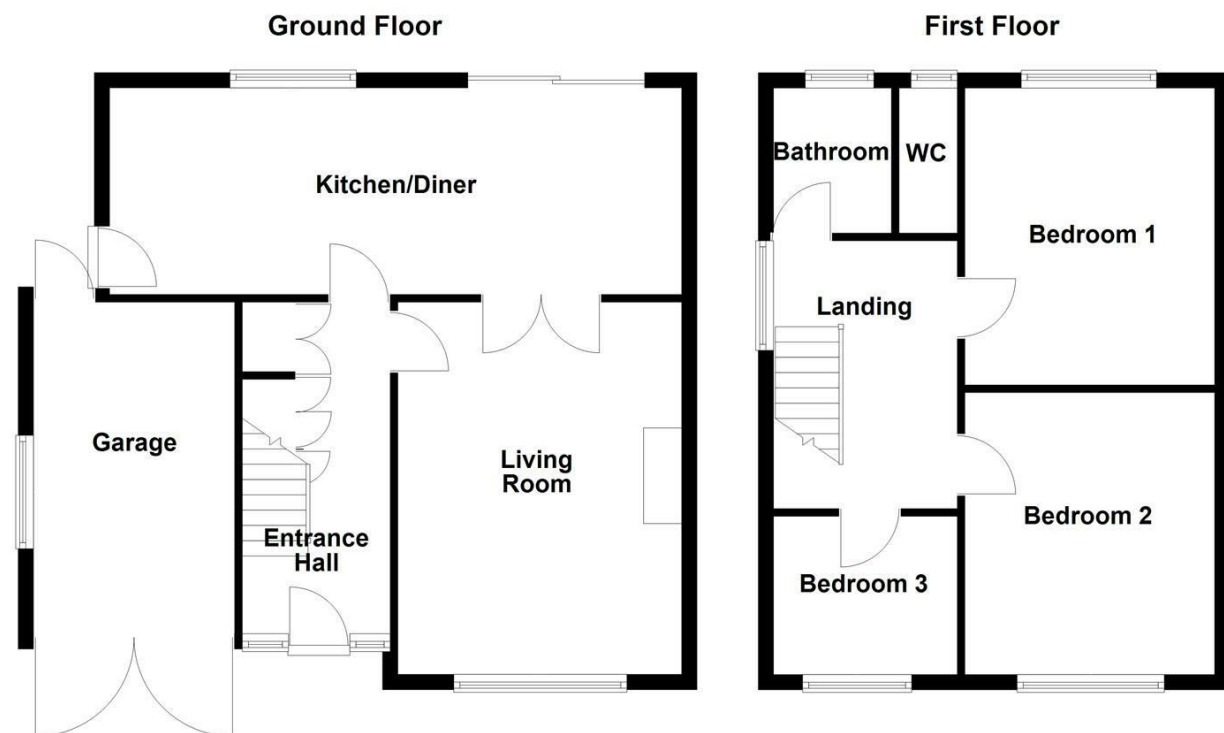 Ground Floor
Kitchen/Diner
Garage
Living
Room
Entrance
Hall
First Floor
Bathroom
WC
Bedroom 1
Landing
Bedroom 2
Bedroom 3